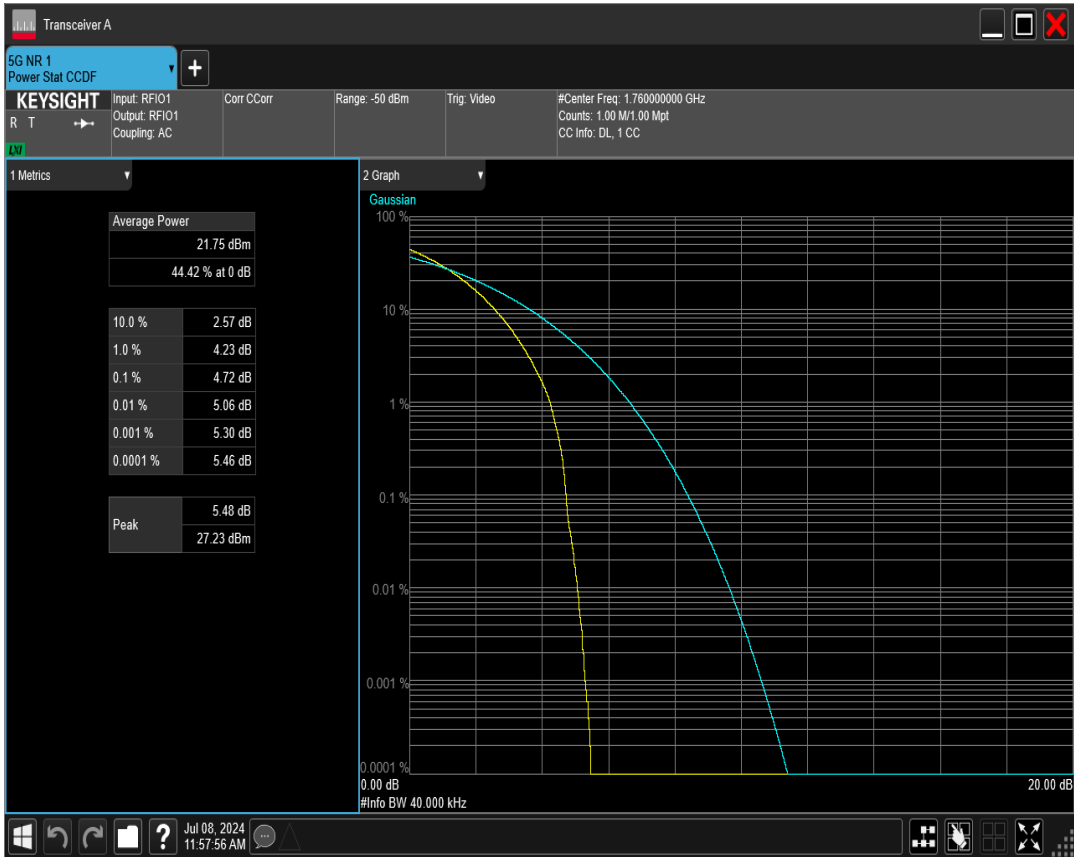 Transceiver A
5G NR 1
Power Stat CCDF
KEYSIGHT
R T
LXI
Input: RFIO1
Output: RFIO1
Coupling: AC
Corr CCorr
Range: -50 dBm
Trig: Video
#Center Freq: 1.760000000 GHz
Counts: 1.00 M/1.00 Mpt
CC Info: DL, 1 CC
1 Metrics
Average Power
21.75 dBm
44.42 % at 0 dB
10.0 % 2.57 dB
1.0 % 4.23 dB
0.1 % 4.72 dB
0.01 % 5.06 dB
0.001 % 5.30 dB
0.0001 % 5.46 dB
Peak
5.48 dB
27.23 dBm
2 Graph
Gaussian
100 %
10 %
1 %
0.1 %
0.01 %
0.001 %
0.0001 %
0.00 dB 20.00 dB
#Info BW 40.000 kHz
Jul 08, 2024
11:57:56 AM